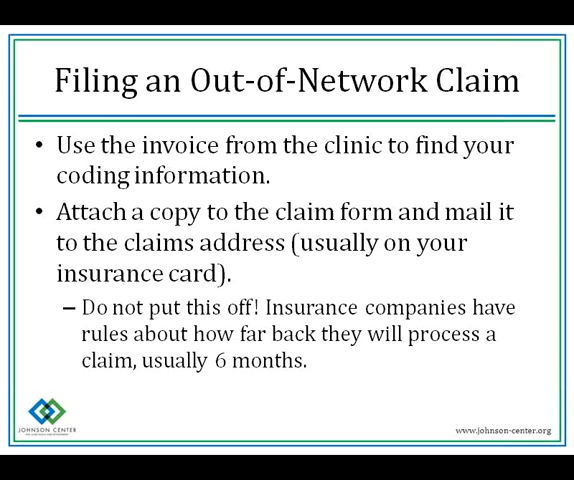 Filing an Out-of-Network Claim
• Use the invoice from the clinic to find your
coding information.
• Attach a copy to the claim form and mail it
to the claims address (usually on your
insurance card).
– Do not put this off! Insurance companies have
rules about how far back they will process a
claim, usually 6 months.
JOHNSON CENTER
www.johnson-center.org